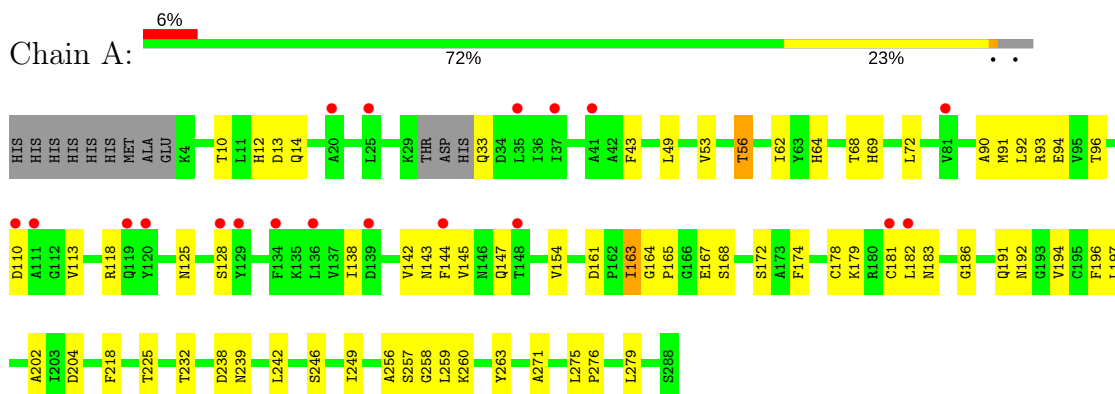 6%
Chain A:
72% 23% • •
HIS HIS HIS HIS HIS HIS MET ALA GLU K4 T10 L11 H12 D13 Q14 A20 L25 K29 THR ASP HIS Q33 D34 L35 I36 I37 A41 A42 F43 L49 V53 T56 I62 Y63 H64 T68 H69 L72 V81 A90 M91 L92 R93 E94 V95 T96
D110 A111 G112 V113 R118 Q119 Y120 N125 S128 Y129 F134 K135 L136 V137 I138 D139 V142 N143 F144 V145 N146 Q147 T148 V154 D161 P162 I163 G164 P165 G166 E167 S168 S172 A173 F174 C178 K179 R180 C181 L182 N183 G186 Q191 N192 G193 V194 C195 F196 L197
A202 I203 D204 F218 T225 T232 D238 N239 L242 S246 I249 A256 S257 G258 L259 K260 Y263 A271 L275 P276 L279 S288